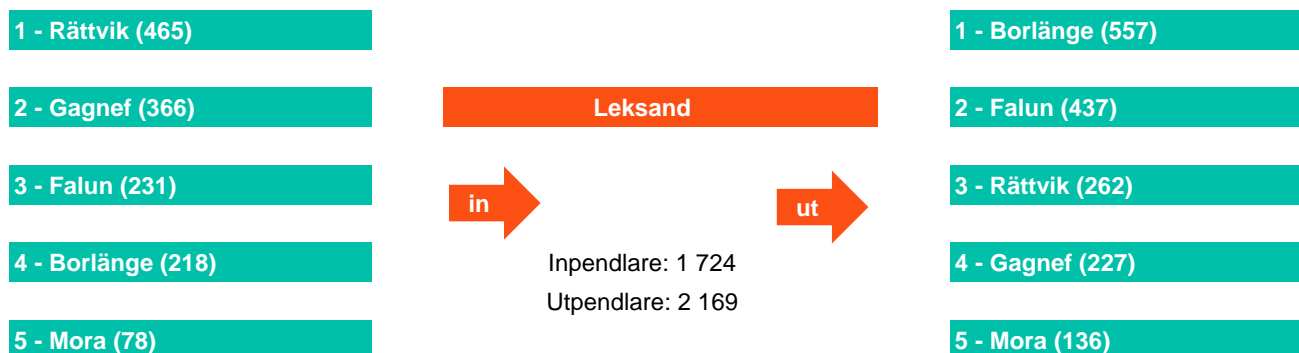 1 - Rättvik (465)
2 - Gagnef (366)
3 - Falun (231)
4 - Borlänge (218)
5 - Mora (78)
Leksand
in
ut
Inpendlare: 1 724
Utpendlare: 2 169
1 - Borlänge (557)
2 - Falun (437)
3 - Rättvik (262)
4 - Gagnef (227)
5 - Mora (136)